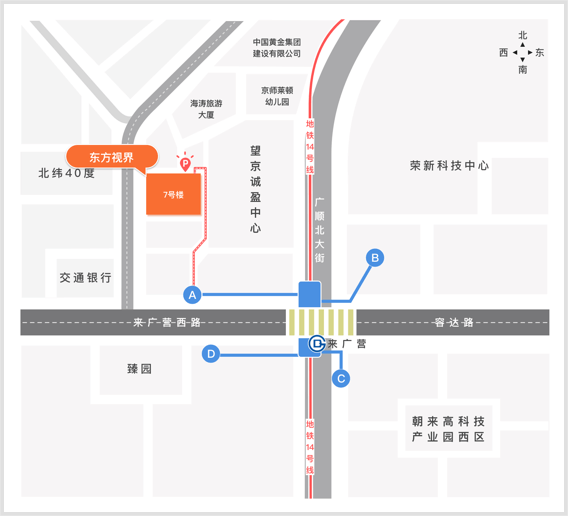 中国黄金集团
建设有限公司
北
西
东
南
海涛旅游
大厦
京师莱顿
幼儿园
地铁14号线
东方视界
P
望京诚盈中心
荣新科技中心
北纬40度
7号楼
广顺北大街
B
交通银行
A
来广营西路
容达路
来广营
D
臻园
C
朝来高科技
产业园西区
地铁14号线